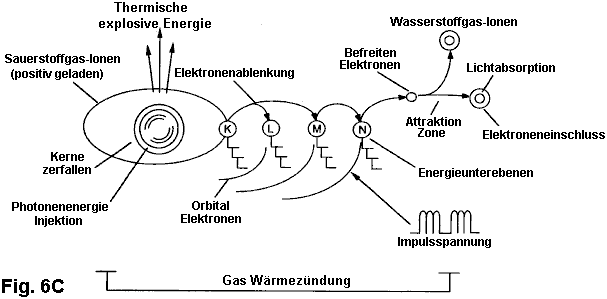 Thermische
explosive Energie
Sauerstoffgas-Ionen
(positiv geladen)
Elektronenablenkung
Wasserstoffgas-Ionen
Befreiten
Elektronen
Lichtabsorption
Attraktion
Zone
Elektroneneinschluss
K
L
M
N
Kerne
zerfallen
Photonenenergie
Injektion
Orbital
Elektronen
Energieunterebenen
Impulsspannung
Gas Wärmezündung
Fig. 6C